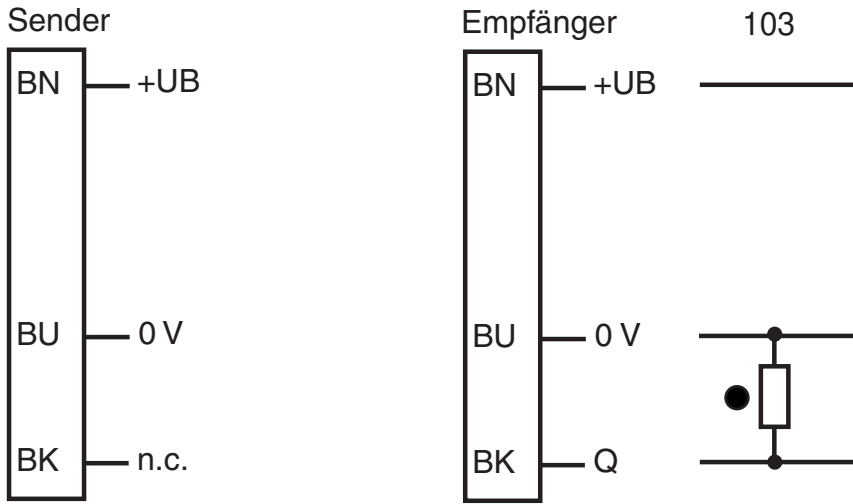 Sender
BN +UB
BU 0 V
BK n.c.
Empfänger
BN +UB
BU 0 V
BK Q
103